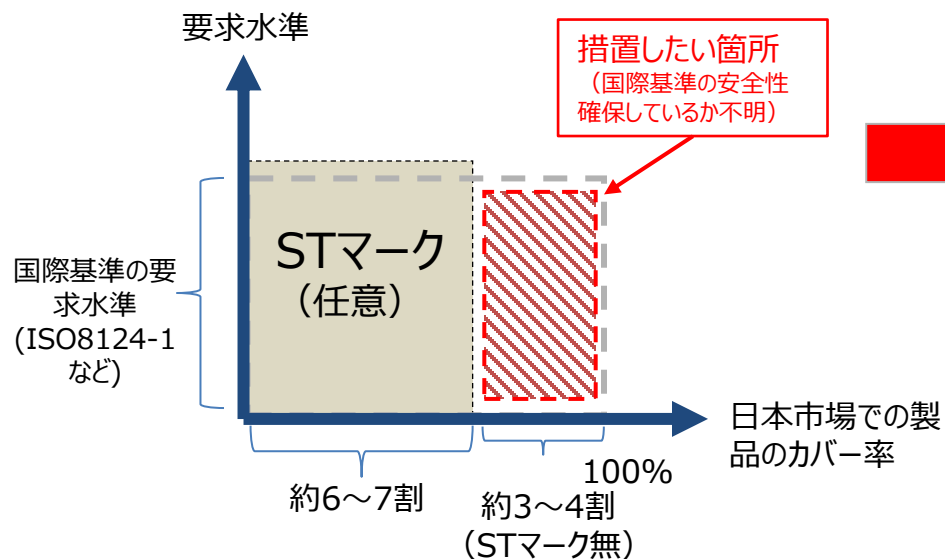 要求水準
措置したい箇所
（国際基準の安全性
確保しているか不明）
STマーク
（任意）
国際基準の要
求水準
(ISO8124-1
など)
日本市場での製
品のカバー率
100%
約6～7割
約3～4割
（STマーク無）